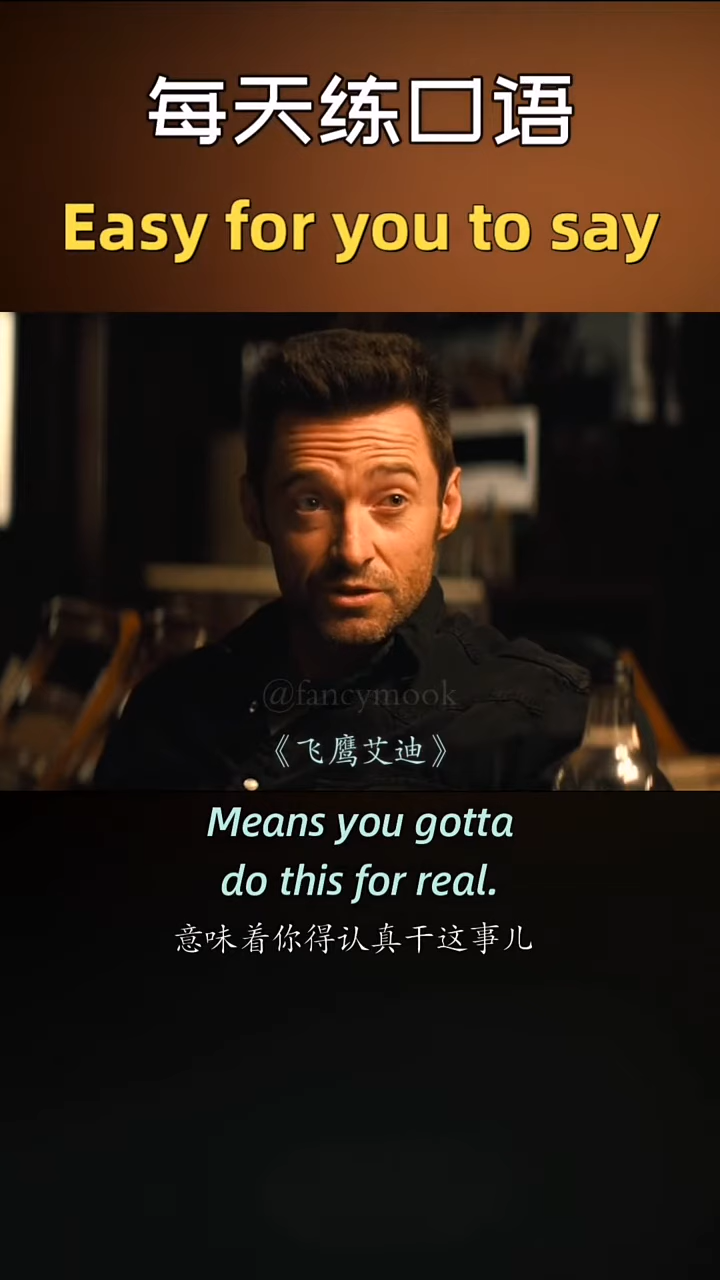 每天练口语
Easy for you to say
@fancymook
《飞鹰艾迪》
Means you gotta
do this for real.
意味着你得认真干这事儿